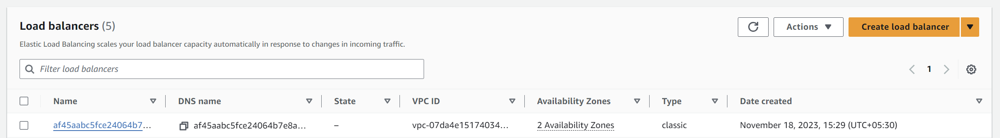 Load balancers (5)
Actions
Create load balancer
Elastic Load Balancing scales your load balancer capacity automatically in response to changes in incoming traffic.
Filter load balancers
1
Name DNS name State VPC ID Availability Zones Type Date created
af45aabc5fce24064b7… af45aabc5fce24064b7e8a… – vpc-07da4e15174034… 2 Availability Zones classic November 18, 2023, 15:29 (UTC+05:30)